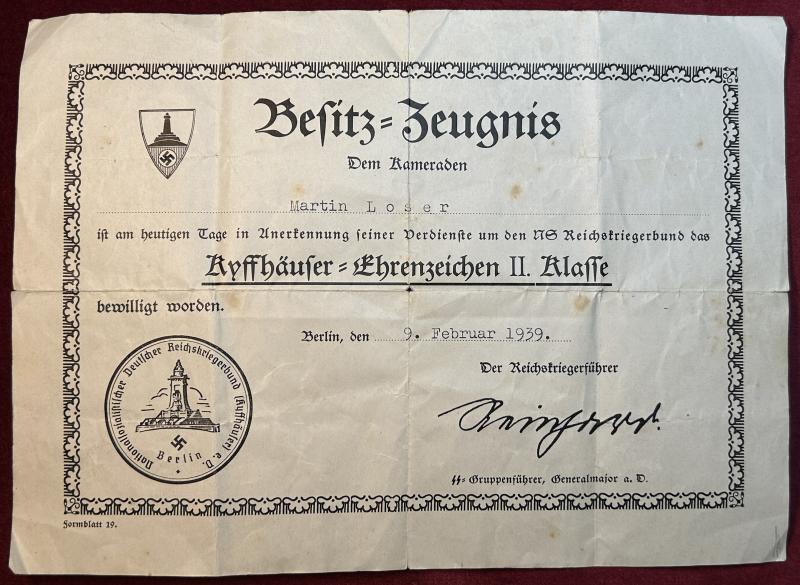 Besitz=Zeugnis
Dem Kameraden
Martin Loser
ist am heutigen Tage in Anerkennung seiner Verdienste um den NS Reichskriegerbund das
Kyffhäuser=Ehrenzeichen II. Klasse
bewilligt worden.
Berlin, den 9. Februar 1939.
Der Reichskriegerführer
Reinhard.
SS-Gruppenführer, Generalmajor a. D.
Nationalsozialistischer Deutscher Reichskriegerbund (Kyffhäuser) e. V.
Berlin
Formblatt 19.